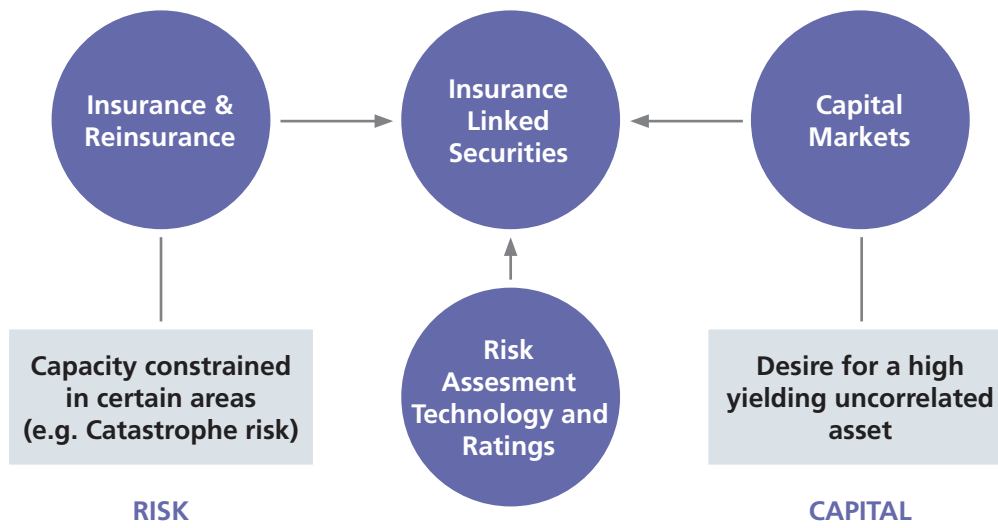 Insurance &
Reinsurance
Insurance
Linked
Securities
Capital
Markets
Capacity constrained
in certain areas
(e.g. Catastrophe risk)
Risk
Assesment
Technology and
Ratings
Desire for a high
yielding uncorrelated
asset
RISK
CAPITAL